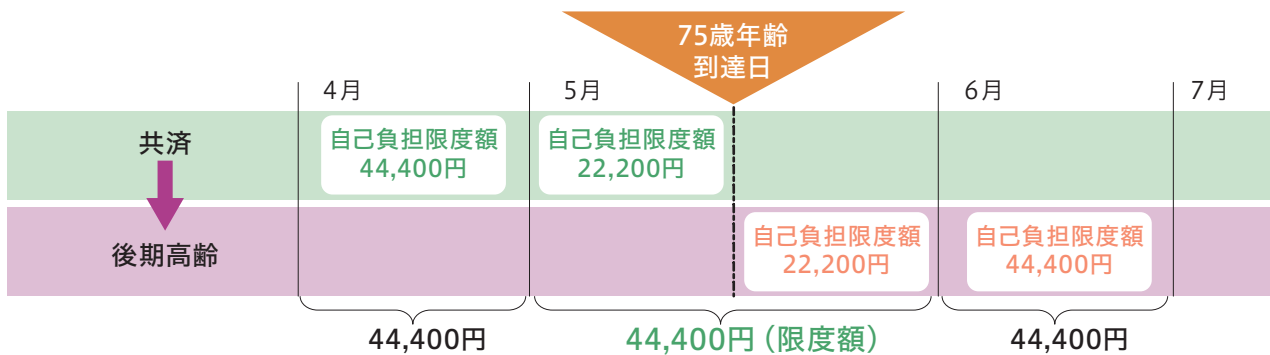 75歳年齢
到達日
4月
5月
6月
7月
共済
自己負担限度額
44,400円
自己負担限度額
22,200円
後期高齢
自己負担限度額
22,200円
自己負担限度額
44,400円
44,400円
44,400円（限度額）
44,400円